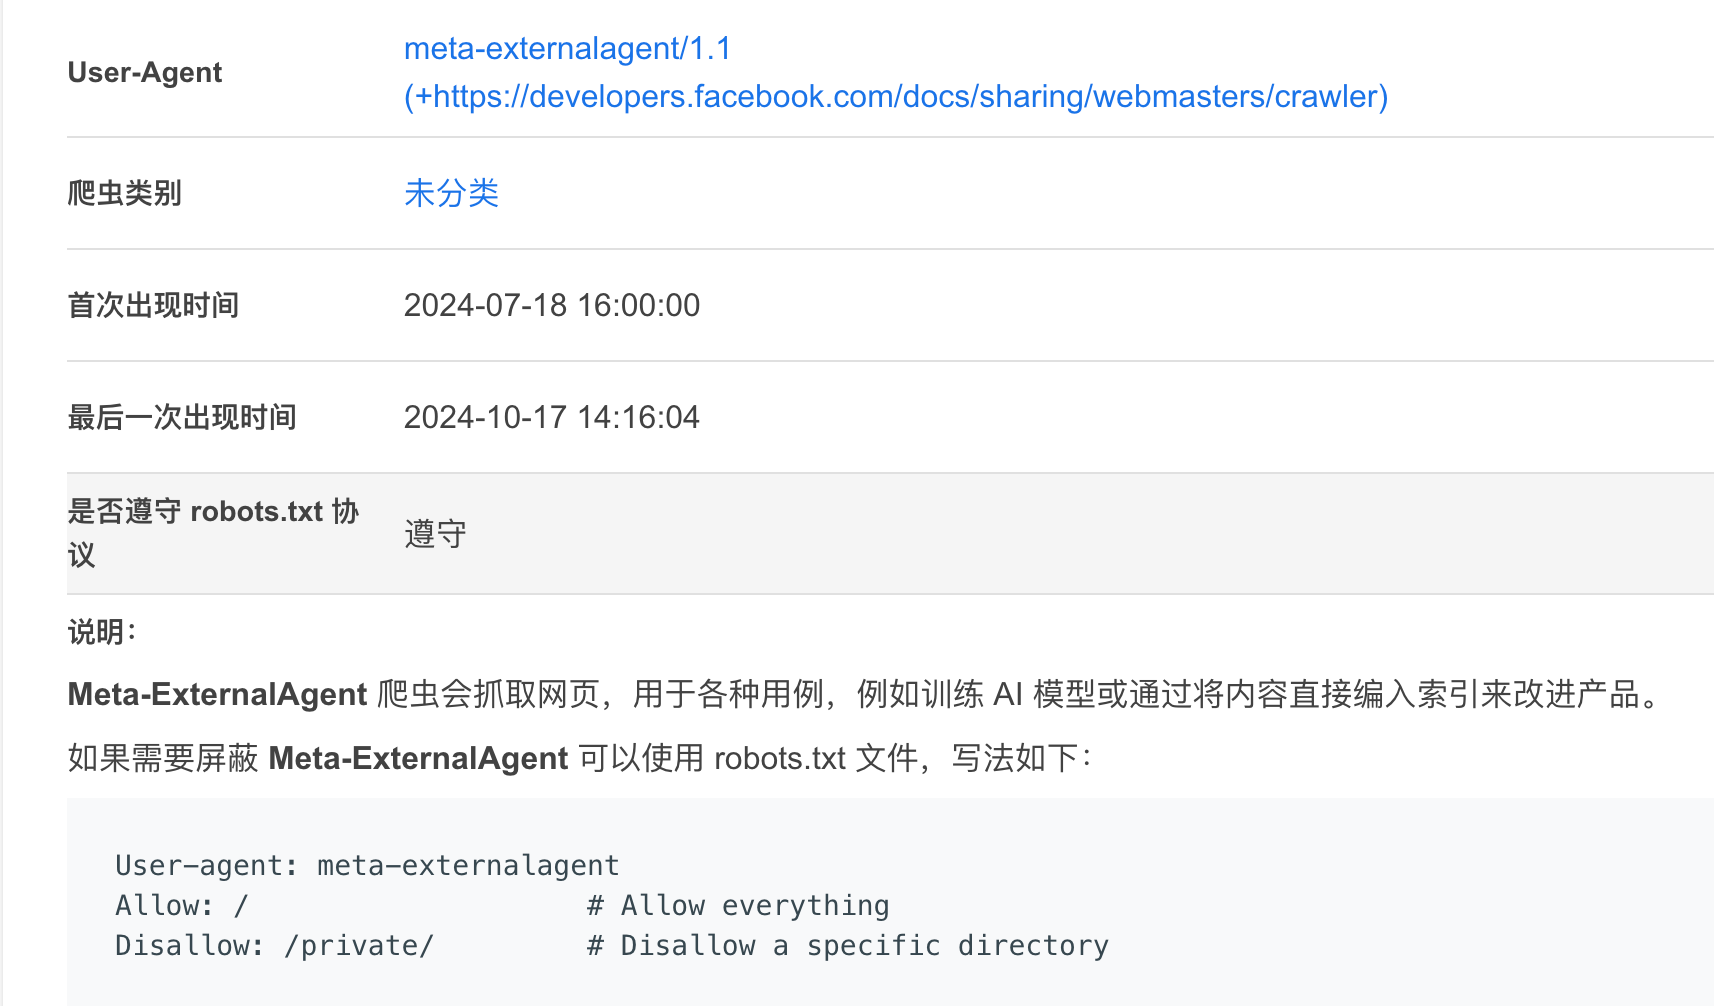 User-Agent
meta-externalagent/1.1
(+https://developers.facebook.com/docs/sharing/webmasters/crawler)
爬虫类别
未分类
首次出现时间
2024-07-18 16:00:00
最后一次出现时间
2024-10-17 14:16:04
是否遵守 robots.txt 协
议
遵守
说明：
Meta-ExternalAgent 爬虫会抓取网页，用于各种用例，例如训练 AI 模型或通过将内容直接编入索引来改进产品。
如果需要屏蔽 Meta-ExternalAgent 可以使用 robots.txt 文件，写法如下：
User-agent: meta-externalagent
Allow: /                    # Allow everything
Disallow: /private/         # Disallow a specific directory